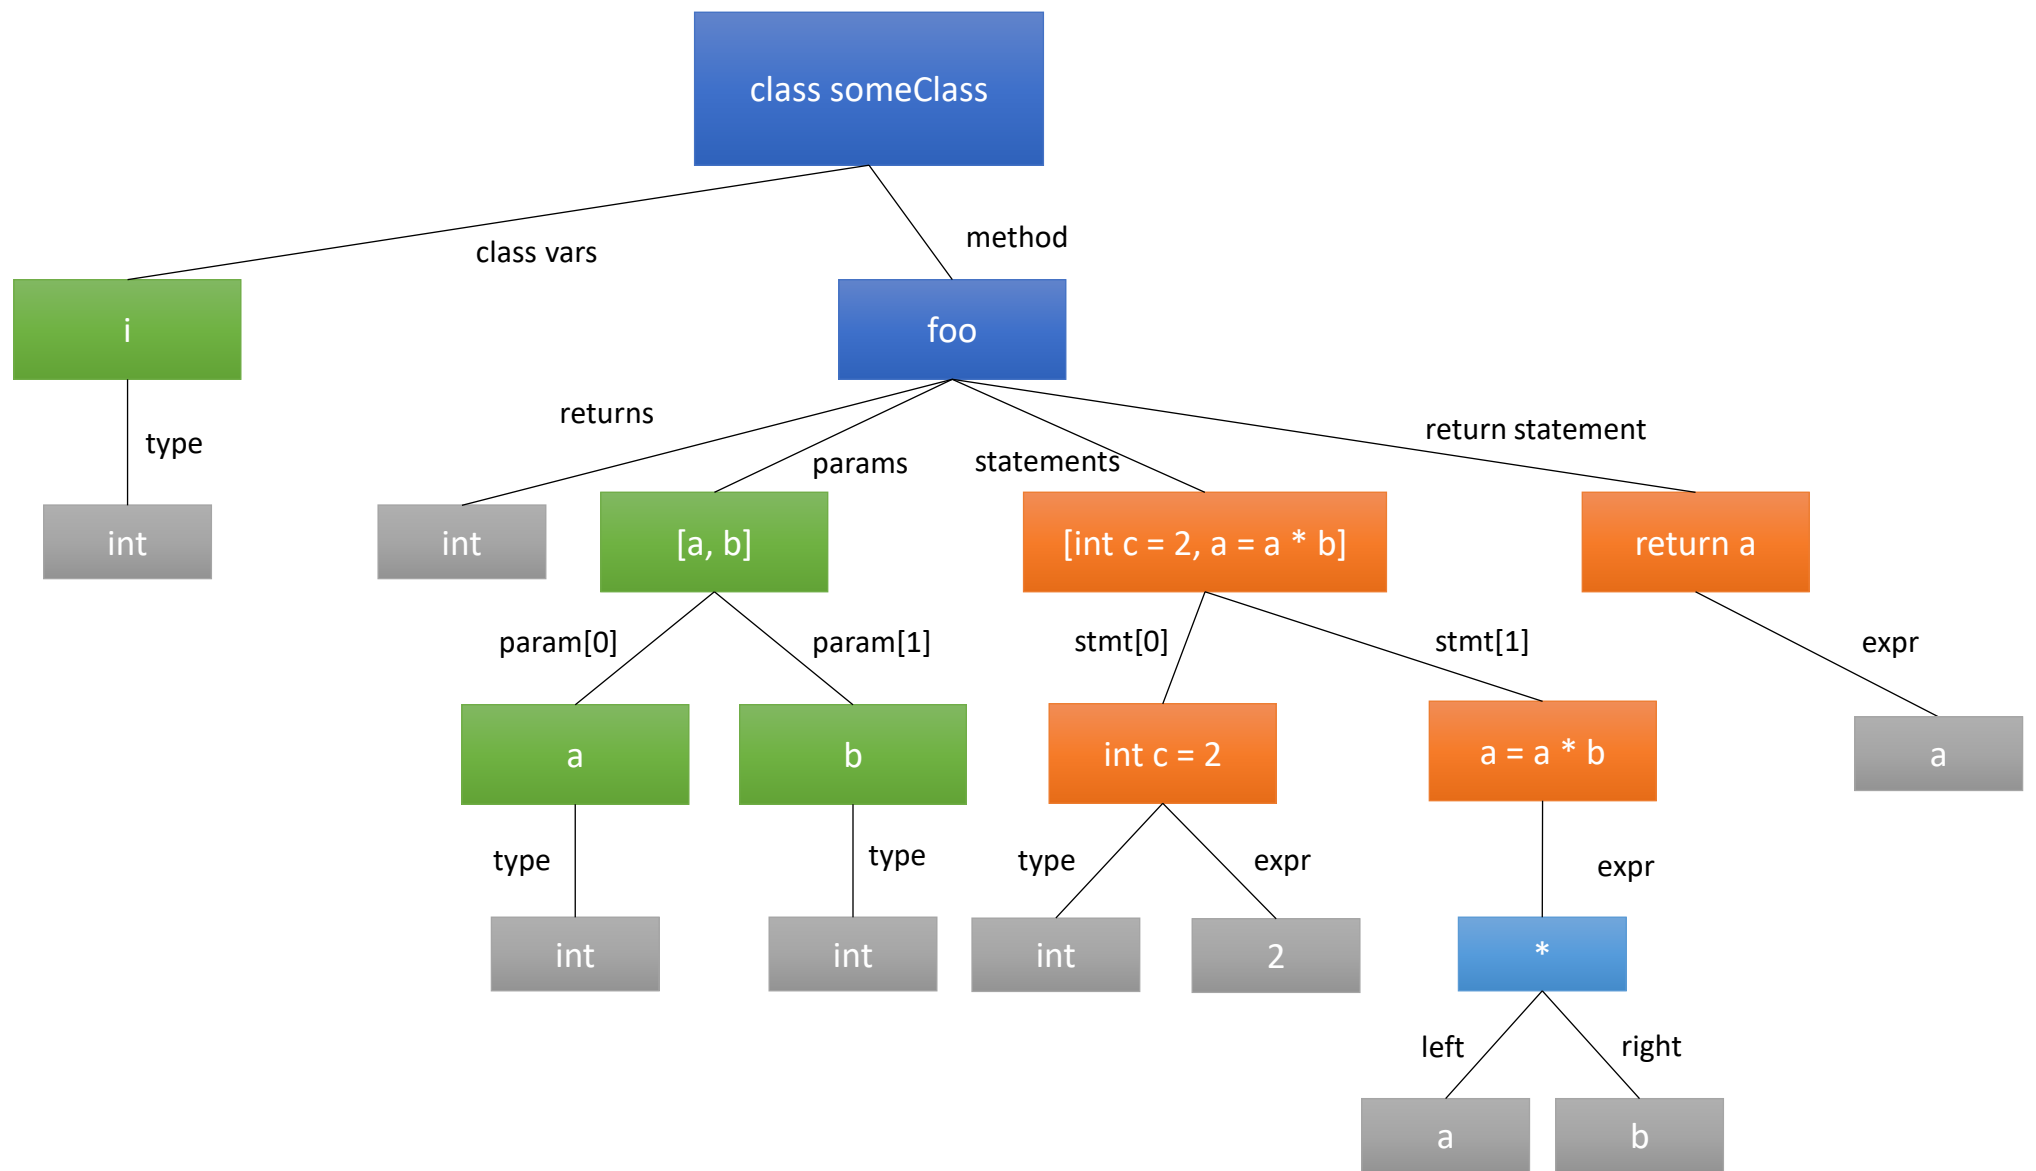 class someClass
class vars
method
i
foo
type
returns
params
statements
return statement
int
int
[a, b]
[int c = 2, a = a * b]
return a
param[0]
param[1]
stmt[0]
stmt[1]
expr
a
b
int c = 2
a = a * b
a
type
type
type
expr
expr
int
int
int
2
*
left
right
a
b